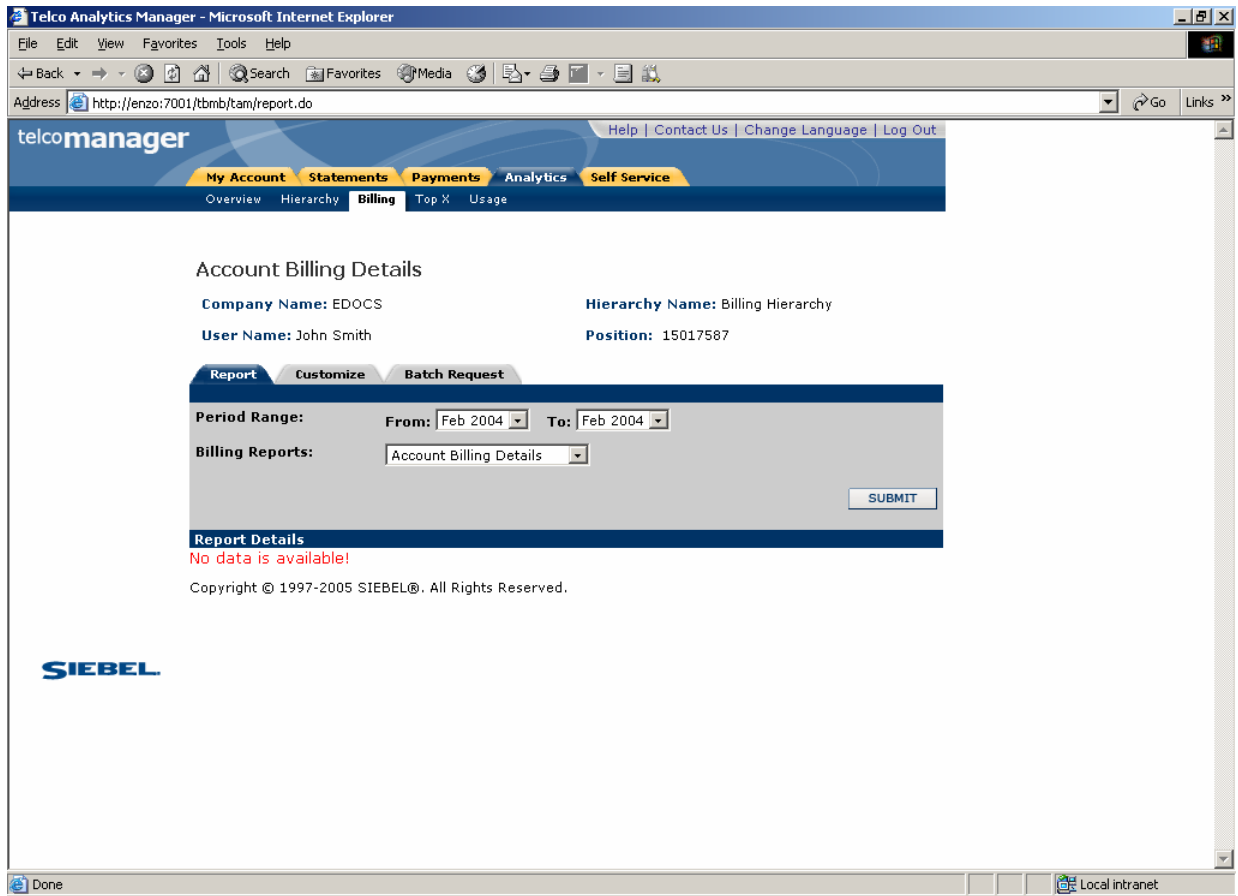 Telco Analytics Manager - Microsoft Internet Explorer
File Edit View Favorites Tools Help
Back Search Favorites Media
Address http://enzo:7001/tbmb/tam/report.do Go Links »
telcomanager
Help | Contact Us | Change Language | Log Out
My Account Statements Payments Analytics Self Service
Overview Hierarchy Billing Top X Usage
Account Billing Details
Company Name: EDOCS Hierarchy Name: Billing Hierarchy
User Name: John Smith Position: 15017587
Report Customize Batch Request
Period Range: From: Feb 2004 To: Feb 2004
Billing Reports: Account Billing Details
SUBMIT
Report Details
No data is available!
Copyright © 1997-2005 SIEBEL®. All Rights Reserved.
SIEBEL.
Done Local intranet